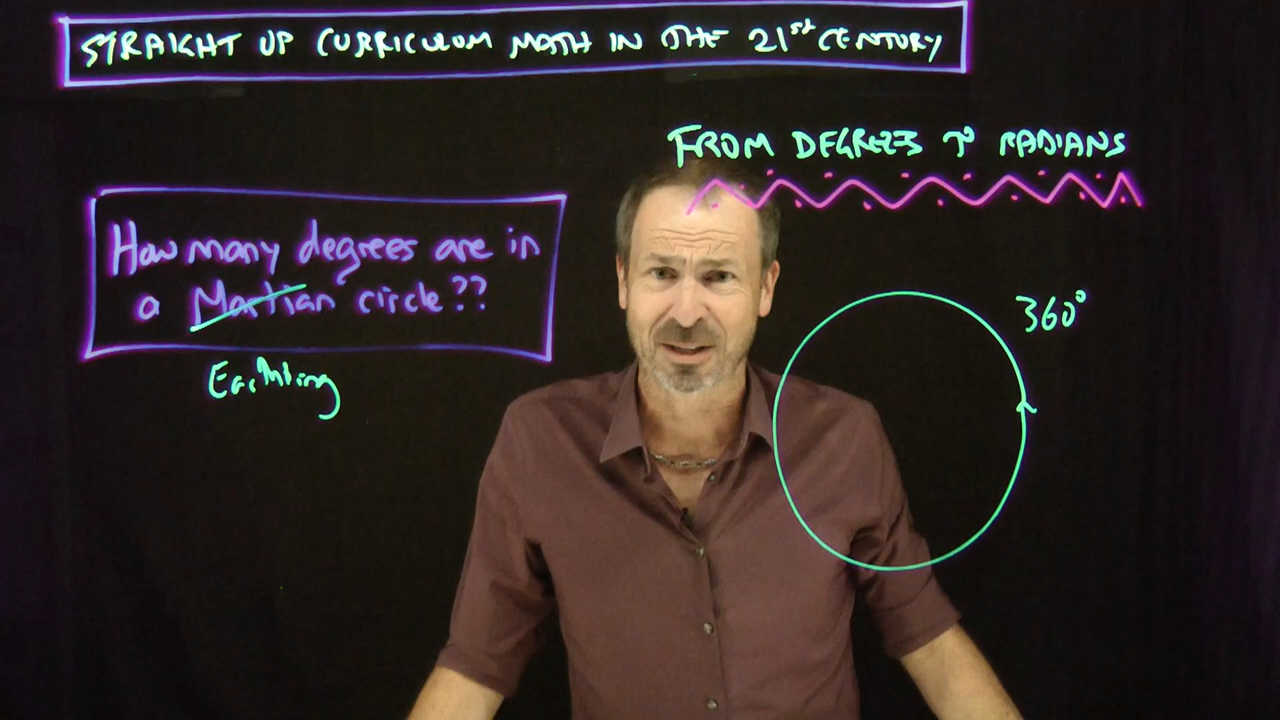 STRAIGHT UP CURRICULUM MATH IN THE 21st CENTURY
FROM DEGREES TO RADIANS
How many degrees are in
a Martian circle??
Earthling
360°